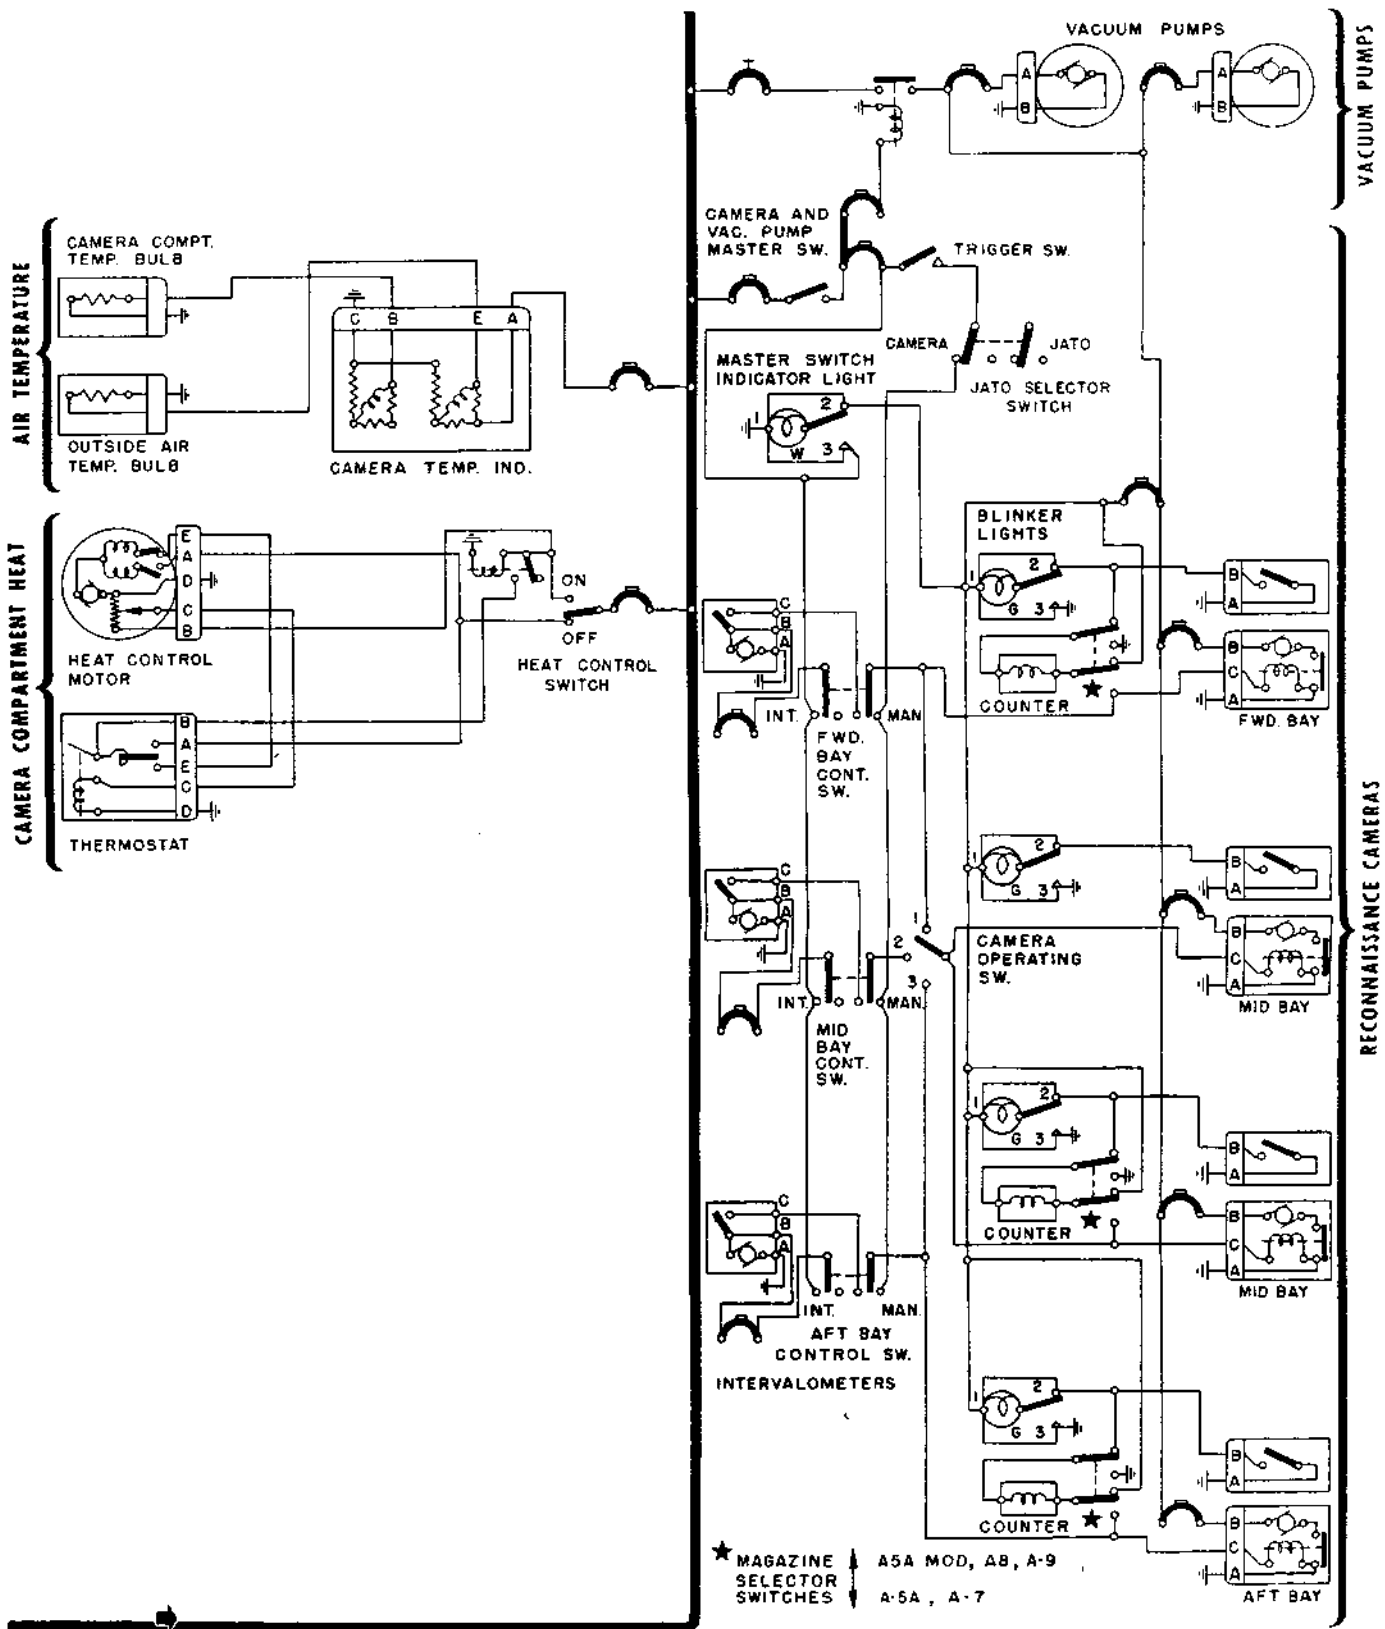 VACUUM PUMPS
A
B
A
B
VACUUM PUMPS
CAMERA AND
VAC. PUMP
MASTER SW.
TRIGGER SW.
CAMERA
JATO
JATO SELECTOR
SWITCH
MASTER SWITCH
INDICATOR LIGHT
1
2
3
W
AIR TEMPERATURE
CAMERA COMPT.
TEMP. BULB
OUTSIDE AIR
TEMP. BULB
C B E A
CAMERA TEMP. IND.
CAMERA COMPARTMENT HEAT
E
A
D
C
B
HEAT CONTROL
MOTOR
ON
OFF
HEAT CONTROL
SWITCH
B
A
E
C
D
THERMOSTAT
C
B
A
INT.
MAN.
FWD.
BAY
CONT.
SW.
C
B
A
INT.
MAN.
MID
BAY
CONT.
SW.
1
2
3
CAMERA
OPERATING
SW.
C
B
A
INT.
MAN.
AFT BAY
CONTROL SW.
INTERVALOMETERS
BLINKER
LIGHTS
1
2
G 3
COUNTER
★
B
A
B
C
A
FWD. BAY
1
2
G 3
B
A
B
C
A
MID BAY
1
2
G 3
COUNTER
★
B
A
B
C
A
MID BAY
1
2
G 3
COUNTER
★
B
A
B
C
A
AFT BAY
RECONNAISSANCE CAMERAS
★ MAGAZINE
SELECTOR
SWITCHES
A5A MOD, A8, A-9
A-5A, A-7